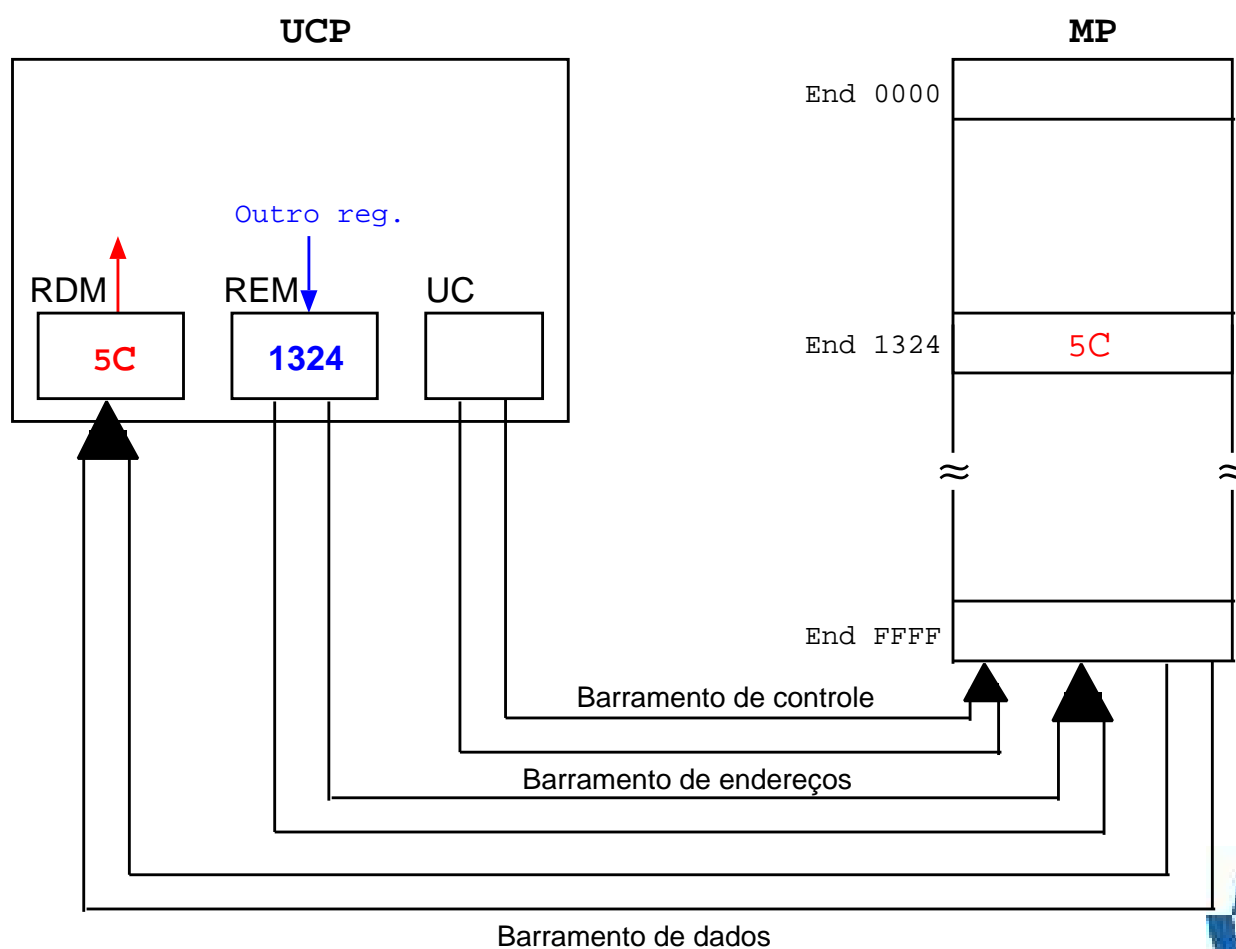 UCP
MP
End 0000
Outro reg.
RDM
REM
UC
5C
1324
End 1324
5C
≈
≈
End FFFF
Barramento de controle
Barramento de endereços
Barramento de dados